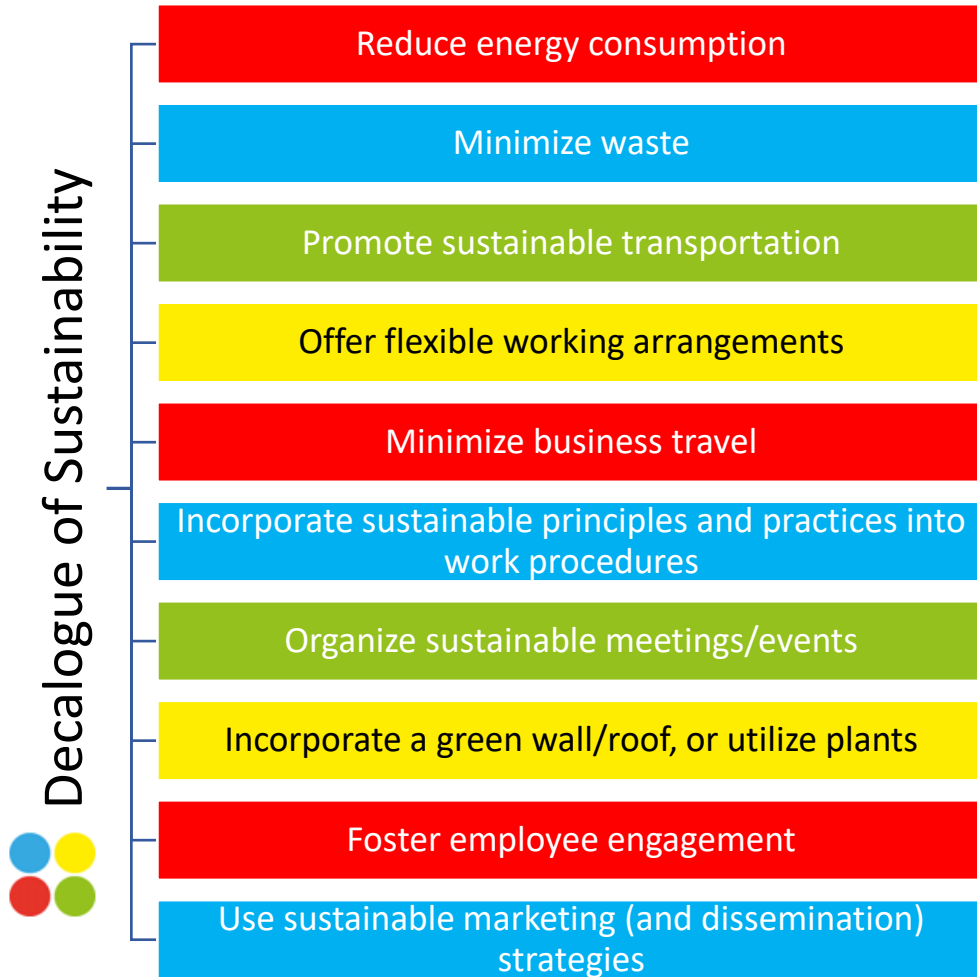 Decalogue of Sustainability
Reduce energy consumption
Minimize waste
Promote sustainable transportation
Offer flexible working arrangements
Minimize business travel
Incorporate sustainable principles and practices into
work procedures
Organize sustainable meetings/events
Incorporate a green wall/roof, or utilize plants
Foster employee engagement
Use sustainable marketing (and dissemination)
strategies